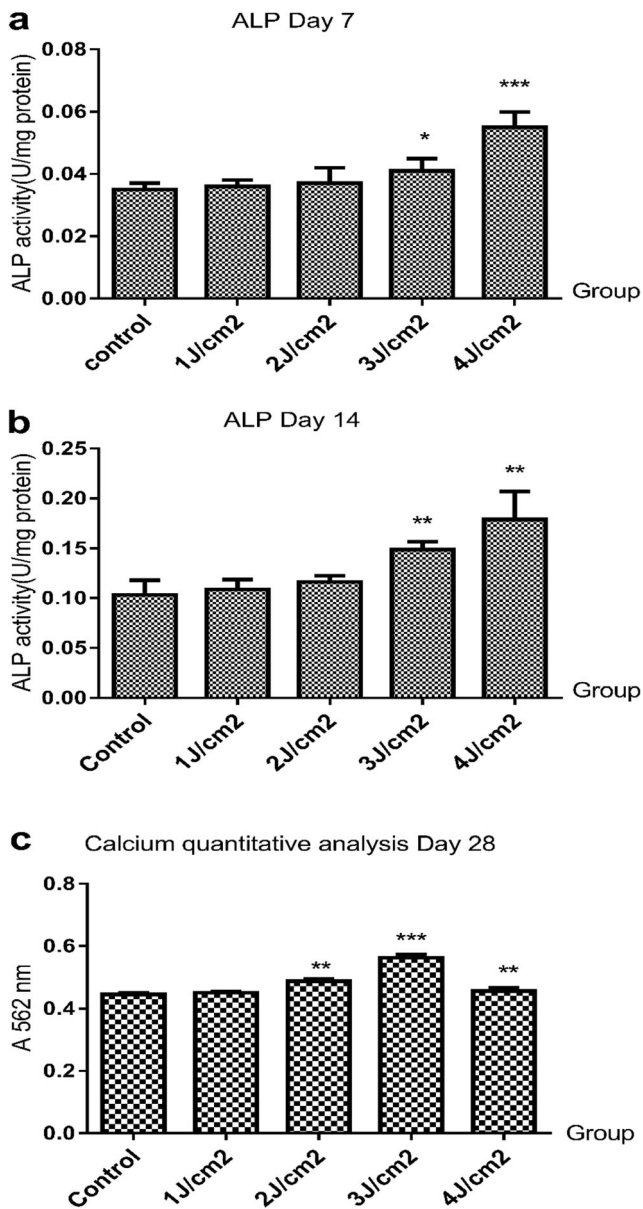 a
ALP Day 7
ALP activity(U/mg protein)
0.08
0.06
0.04
0.02
0.00
*
***
Group
control
1J/cm2
2J/cm2
3J/cm2
4J/cm2
b
ALP Day 14
ALP activity(U/mg protein)
0.25
0.20
0.15
0.10
0.05
0.00
**
**
Group
Control
1J/cm2
2J/cm2
3J/cm2
4J/cm2
c
Calcium quantitative analysis Day 28
A 562 nm
0.8
0.6
0.4
0.2
0.0
**
***
**
Group
Control
1J/cm2
2J/cm2
3J/cm2
4J/cm2